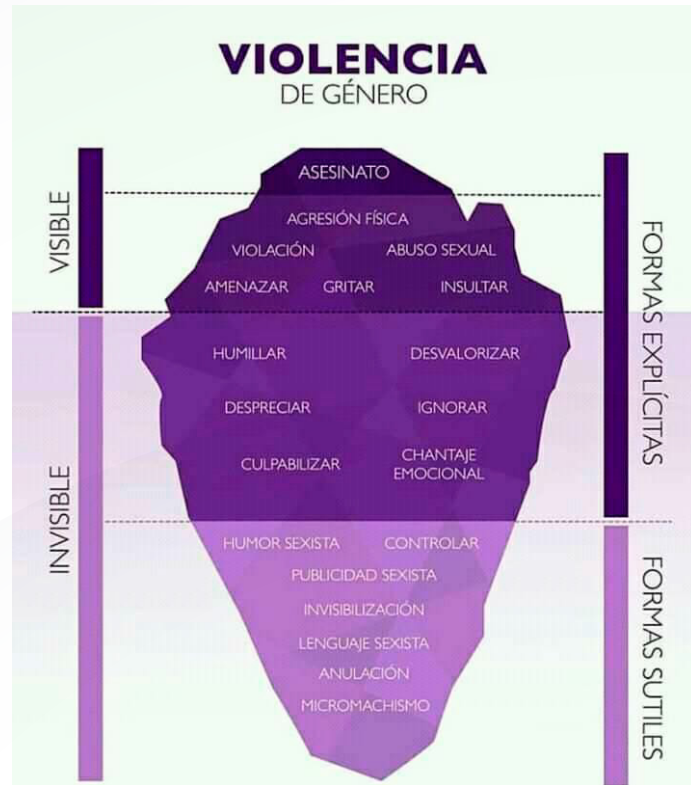 VIOLENCIA
DE GÉNERO
VISIBLE
INVISIBLE
ASESINATO
AGRESIÓN FÍSICA
VIOLACIÓN ABUSO SEXUAL
AMENAZAR GRITAR INSULTAR
HUMILLAR DESVALORIZAR
DESPRECIAR IGNORAR
CULPABILIZAR CHANTAJE
EMOCIONAL
HUMOR SEXISTA CONTROLAR
PUBLICIDAD SEXISTA
INVISIBILIZACIÓN
LENGUAJE SEXISTA
ANULACIÓN
MICROMACHISMO
FORMAS EXPLÍCITAS
FORMAS SUTILES